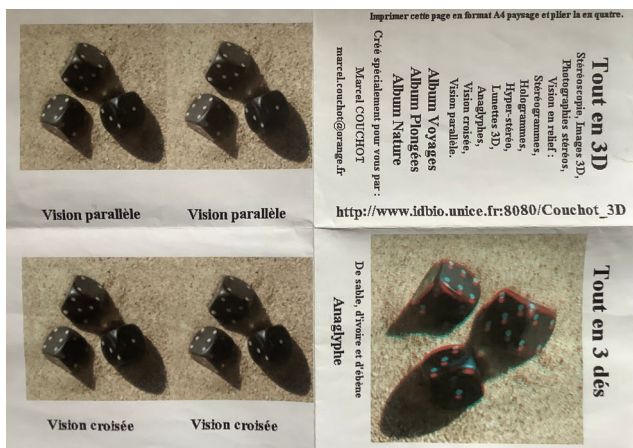 Imprimer cette page en format A4 paysage et plier la en quatre.
Tout en 3D
Stéréoscopie, Images 3D,
Photographies stéréos,
Vision en relief :
Stéréogrammes,
Hologrammes,
Hyper-stéréo,
Lunettes 3D,
Anaglyphes,
Vision croisée,
Vision parallèle.
Album Voyages
Album Plongées
Album Nature
Créé spécialement pour vous par :
Marcel COUCHOT
marcel.couchot@orange.fr
http://www.idbio.unice.fr:8080/Couchot_3D
Vision parallèle
Vision parallèle
Vision croisée
Vision croisée
Tout en 3 dés
De sable, d'ivoire et d'ébène
Anaglyphe